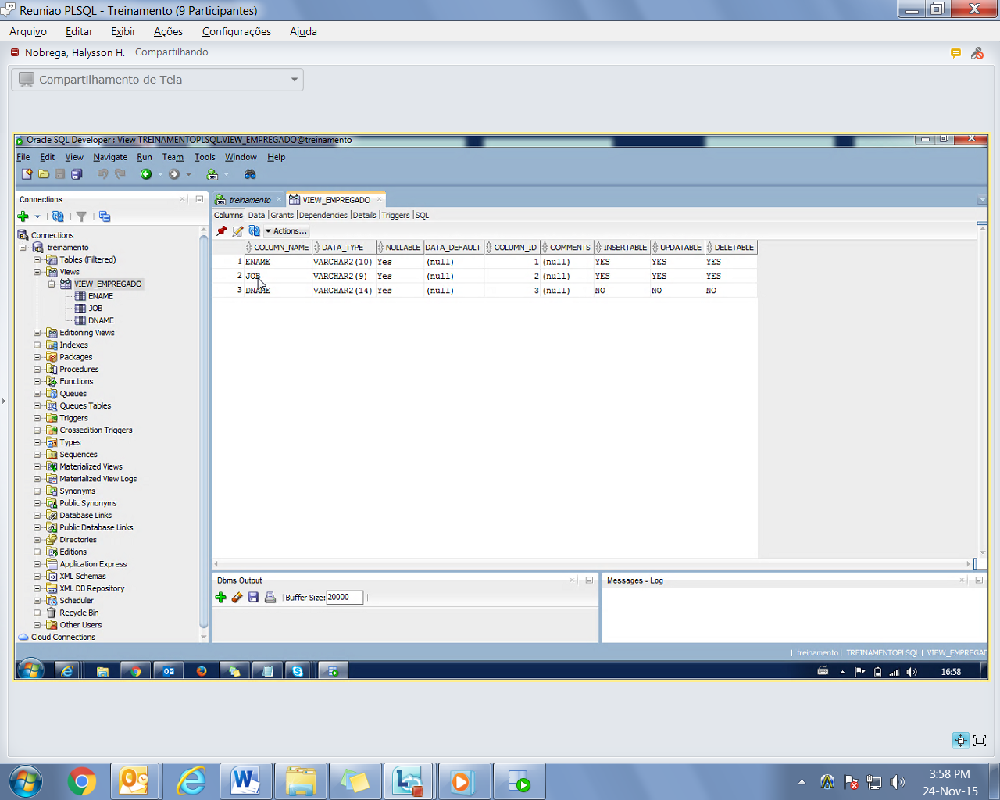 Reuniao PLSQL - Treinamento (9 Participantes)
Arquivo Editar Exibir Ações Configurações Ajuda
Nobrega, Halysson H. - Compartilhando
Compartilhamento de Tela
Oracle SQL Developer : View TREINAMENTOPLSQL.VIEW_EMPREGADO@treinamento
File Edit View Navigate Run Team Tools Window Help
Connections
treinamento VIEW_EMPREGADO
Columns Data Grants Dependencies Details Triggers SQL
Actions...
COLUMN_NAME DATA_TYPE NULLABLE DATA_DEFAULT COLUMN_ID COMMENTS INSERTABLE UPDATABLE DELETABLE
1 ENAME VARCHAR2(10) Yes (null) 1 (null) YES YES YES
2 JOB VARCHAR2(9) Yes (null) 2 (null) YES YES YES
3 DNAME VARCHAR2(14) Yes (null) 3 (null) NO NO NO
Connections
treinamento
Tables (Filtered)
Views
VIEW_EMPREGADO
ENAME
JOB
DNAME
Editioning Views
Indexes
Packages
Procedures
Functions
Queues
Queues Tables
Triggers
Crossedition Triggers
Types
Sequences
Materialized Views
Materialized View Logs
Synonyms
Public Synonyms
Database Links
Public Database Links
Directories
Editions
Application Express
XML Schemas
XML DB Repository
Scheduler
Recycle Bin
Other Users
Cloud Connections
Dbms Output
Buffer Size: 20000
Messages - Log
treinamento | TREINAMENTOPLSQL | VIEW_EMPREGAD
16:58
3:58 PM
24-Nov-15